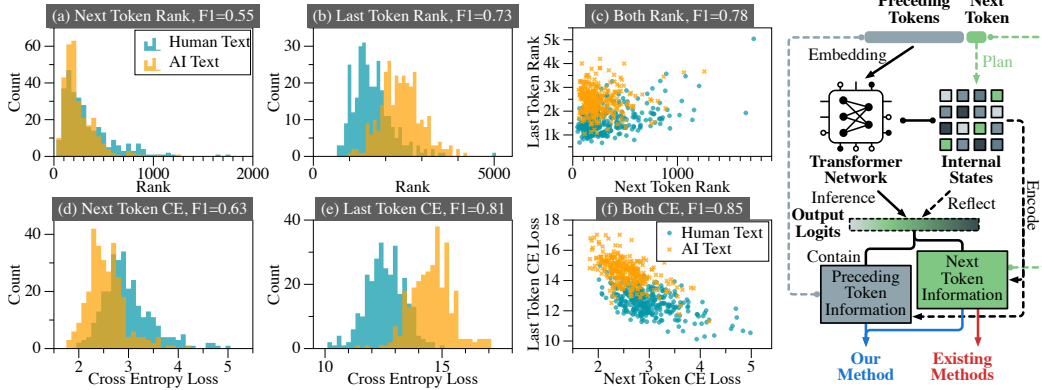 (a) Next Token Rank, F1=0.55
Human Text
AI Text
Count
60
40
20
0
0
1000
2000
Rank
(b) Last Token Rank, F1=0.73
Count
30
20
10
0
0
5000
Rank
(c) Both Rank, F1=0.78
Last Token Rank
5k
4k
3k
2k
1k
1000
Next Token Rank
(d) Next Token CE, F1=0.63
Count
40
20
0
2
3
4
5
Cross Entropy Loss
(e) Last Token CE, F1=0.81
Count
40
20
0
10
15
Cross Entropy Loss
(f) Both CE, F1=0.85
Human Text
AI Text
Last Token CE Loss
18
16
14
12
10
2
3
4
5
Next Token CE Loss
Preceding
Tokens
Next
Token
Embedding
Plan
Transformer
Network
Internal
States
Inference
Reflect
Encode
Output
Logits
Contain
Preceding
Token
Information
Next
Token
Information
Our
Method
Existing
Methods